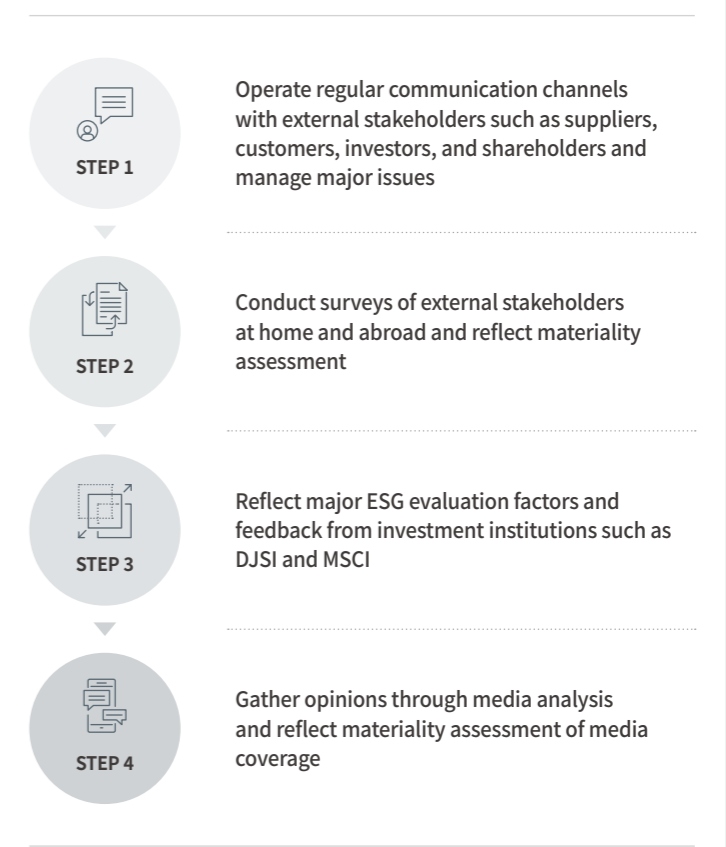 STEP 1
Operate regular communication channels
with external stakeholders such as suppliers,
customers, investors, and shareholders and
manage major issues
STEP 2
Conduct surveys of external stakeholders
at home and abroad and reflect materiality
assessment
STEP 3
Reflect major ESG evaluation factors and
feedback from investment institutions such as
DJSI and MSCI
STEP 4
Gather opinions through media analysis
and reflect materiality assessment of media
coverage